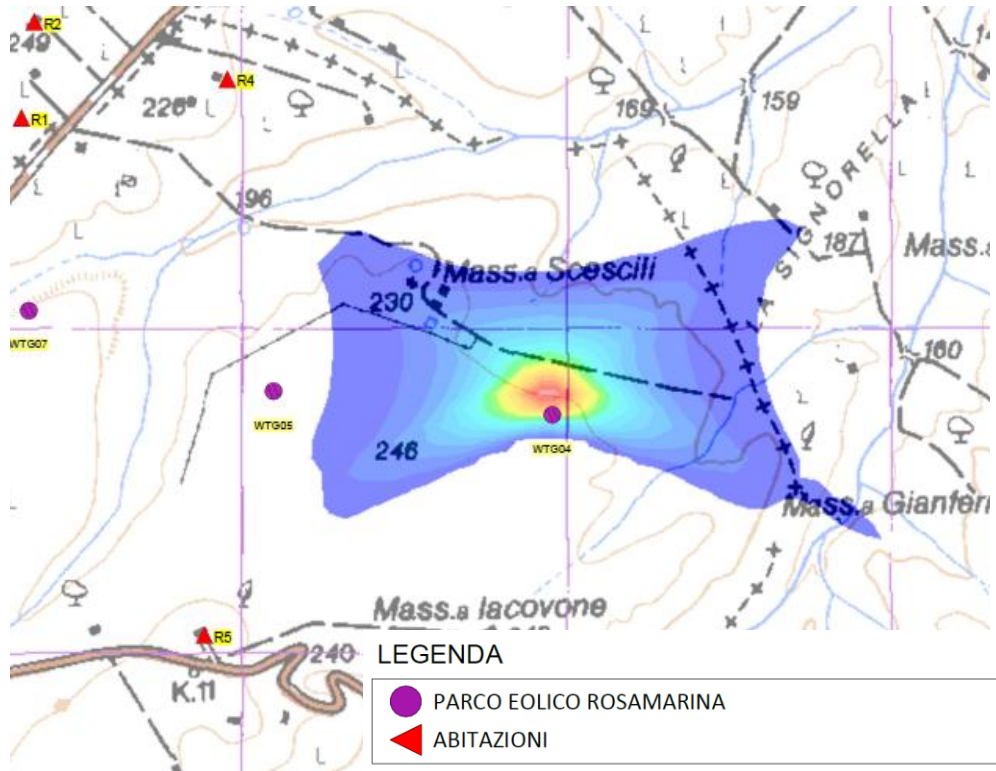 R2
249
R4
226
R1
169
159
SIGNORELLA
196
187
Mass.a
Mass.a Scescili
230
WTG07
160
WTG05
WTG04
246
Mass.a Gianferr
Mass.a Iacovone
R5
240
K.11
LEGENDA
PARCO EOLICO ROSAMARINA
ABITAZIONI